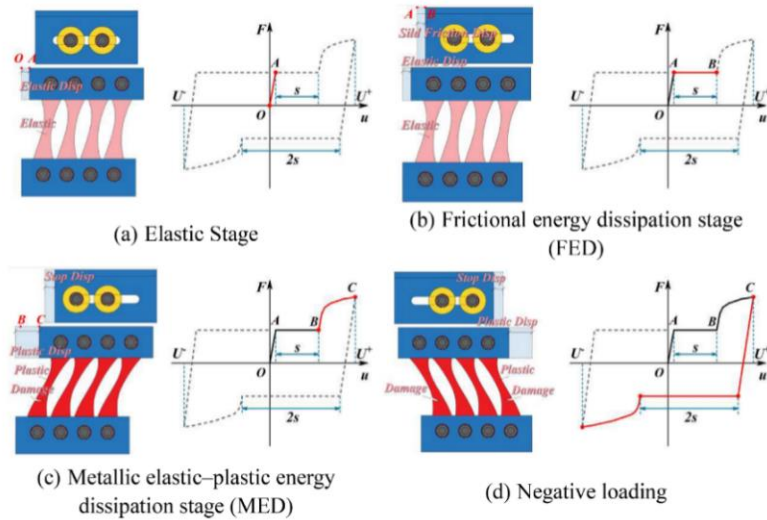 O A
Elastic Disp
Elastic
F
A
s
O
U⁻
U⁺
u
2s
(a) Elastic Stage
A B
Slid Friction Disp
Elastic Disp
Elastic
F
A
B
s
O
U⁻
U⁺
u
2s
(b) Frictional energy dissipation stage
(FED)
Stop Disp
B C
Plastic Disp
Plastic
Damage
F
C
A
B
s
O
U⁻
U⁺
u
2s
(c) Metallic elastic–plastic energy
dissipation stage (MED)
Stop Disp
Plastic Disp
Plastic
Damage
Damage
F
C
A
B
s
O
U⁻
U⁺
u
2s
(d) Negative loading